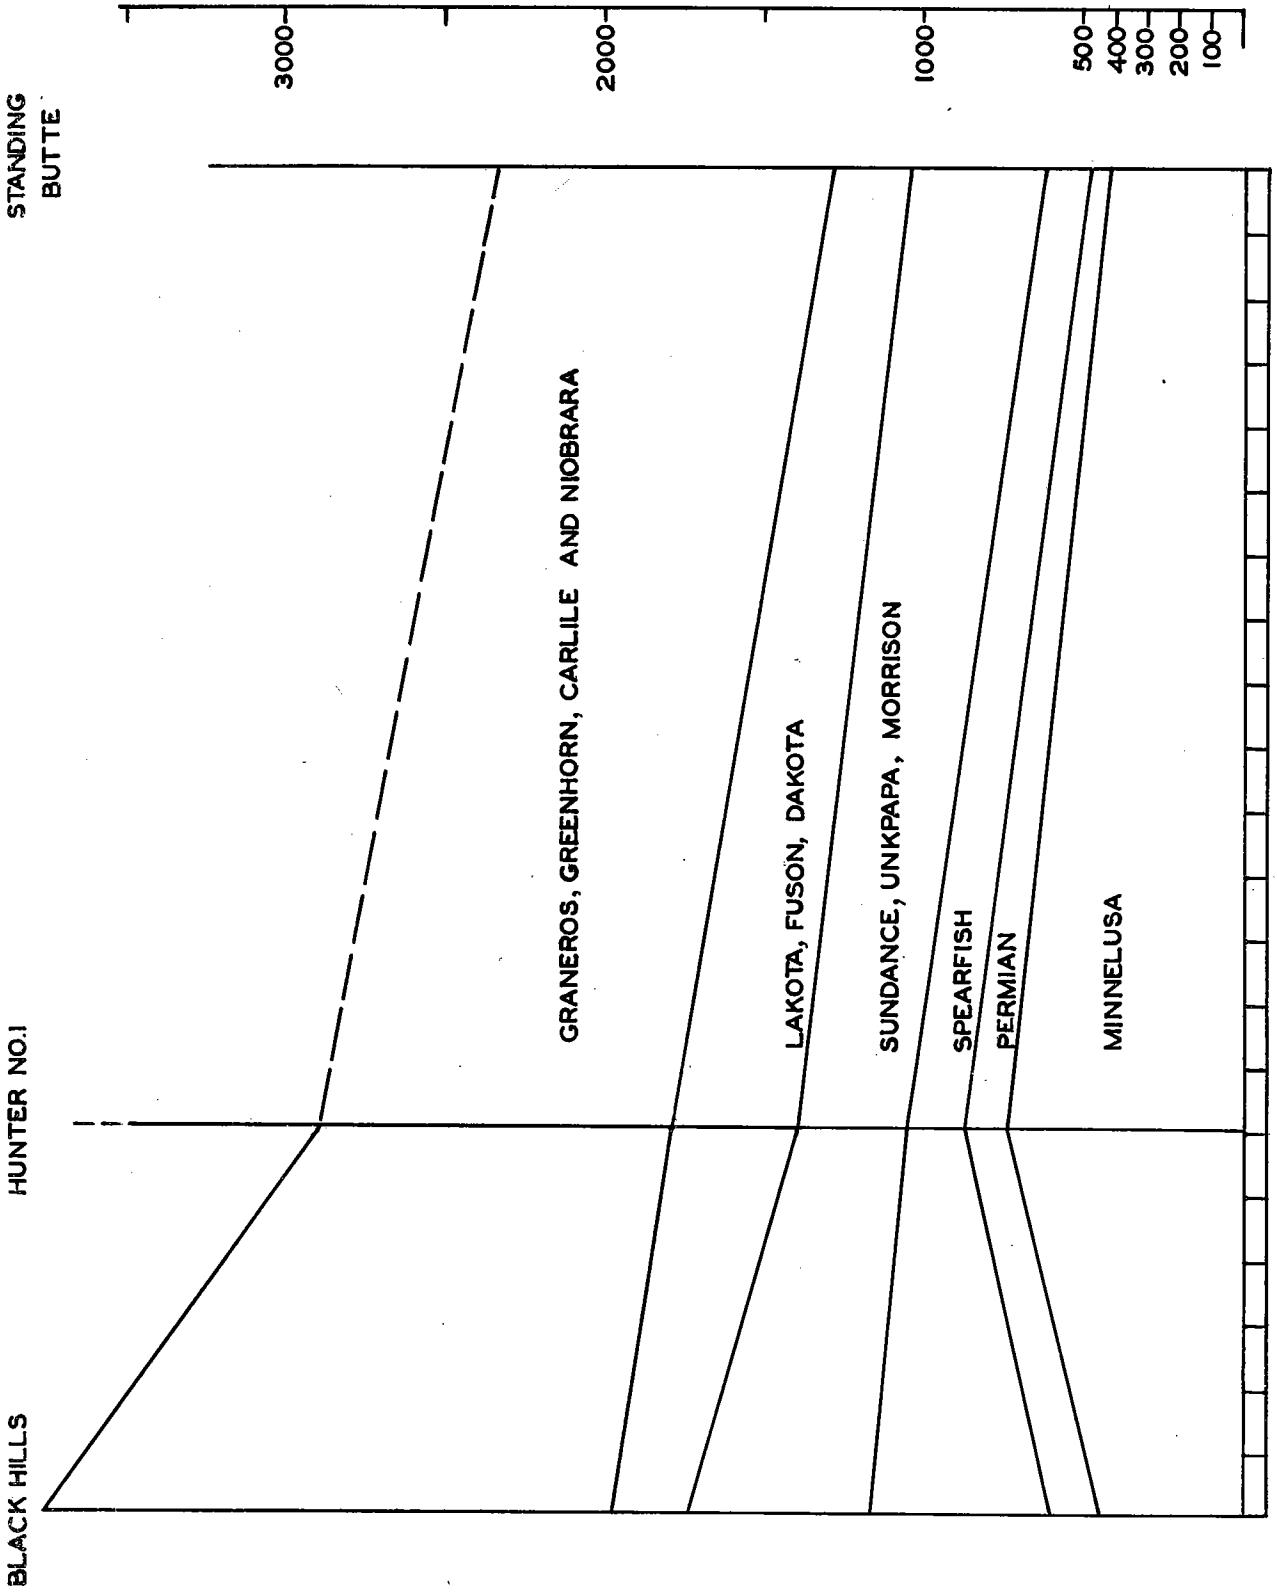 BLACK HILLS
HUNTER NO.1
STANDING
BUTTE
3000
2000
1000
500
400
300
200
100
GRANEROS, GREENHORN, CARLILE AND NIOBRARA
LAKOTA, FUSON, DAKOTA
SUNDANCE, UNKPAPA, MORRISON
SPEARFISH
PERMIAN
MINNELUSA